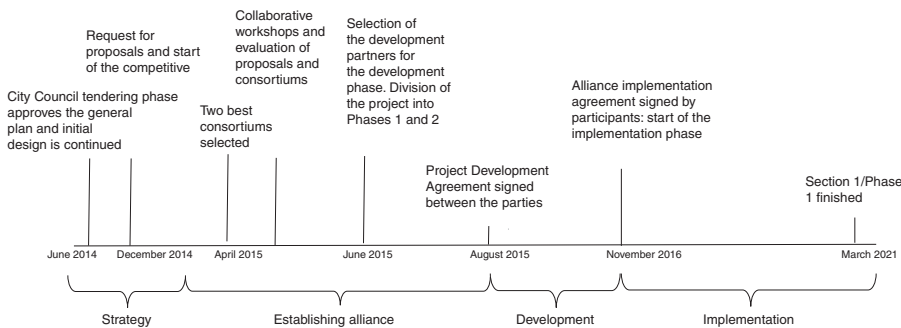 Request for
proposals and start
of the competitive
City Council tendering phase
approves the general
plan and initial
design is continued
Two best
consortiums
selected
Collaborative
workshops and
evaluation of
proposals and
consortiums
Selection of
the development
partners for
the development
phase. Division of
the project into
Phases 1 and 2
Project Development
Agreement signed
between the parties
Alliance implementation
agreement signed by
participants: start of the
implementation phase
Section 1/Phase
1 finished
June 2014
December 2014
April 2015
June 2015
August 2015
November 2016
March 2021
Strategy
Establishing alliance
Development
Implementation